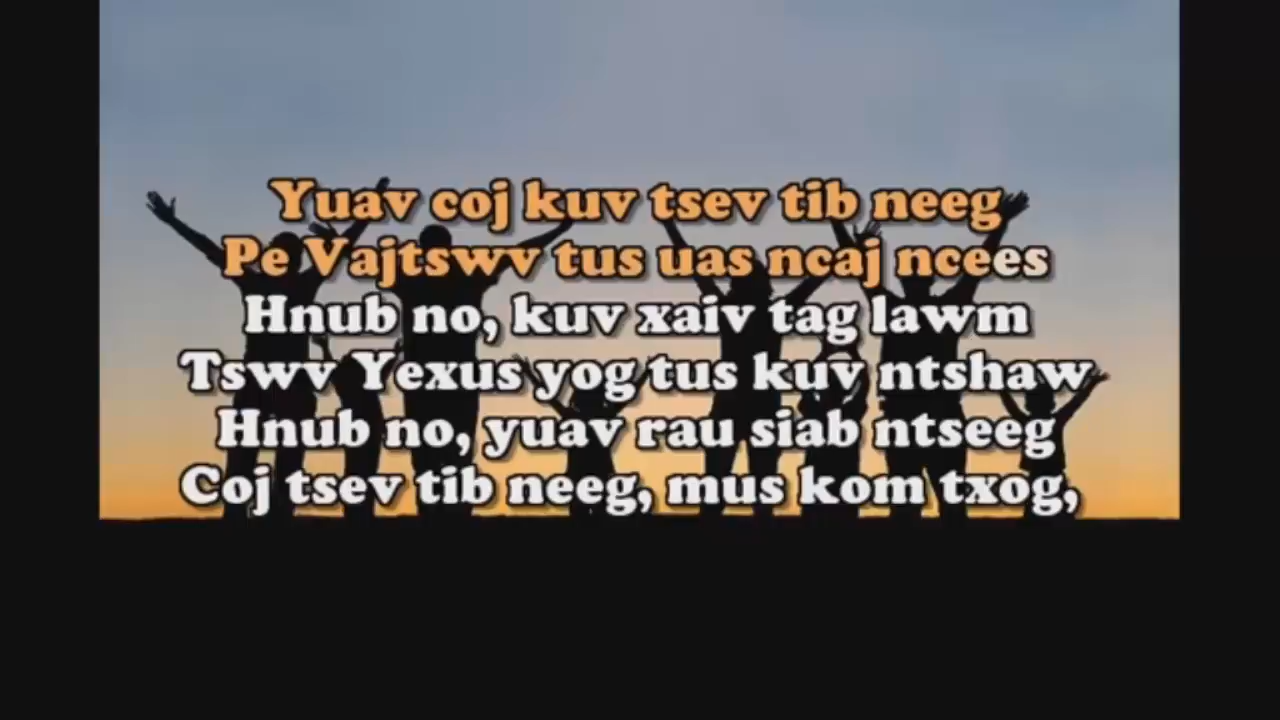 Yuav coj kuv tsev tib neeg
Pe Vajtswv tus uas ncaj ncees
Hnub no, kuv xaiv tag lawm
Tswv Yexus yog tus kuv ntshaw
Hnub no, yuav rau siab ntseeg
Coj tsev tib neeg, mus kom txog,